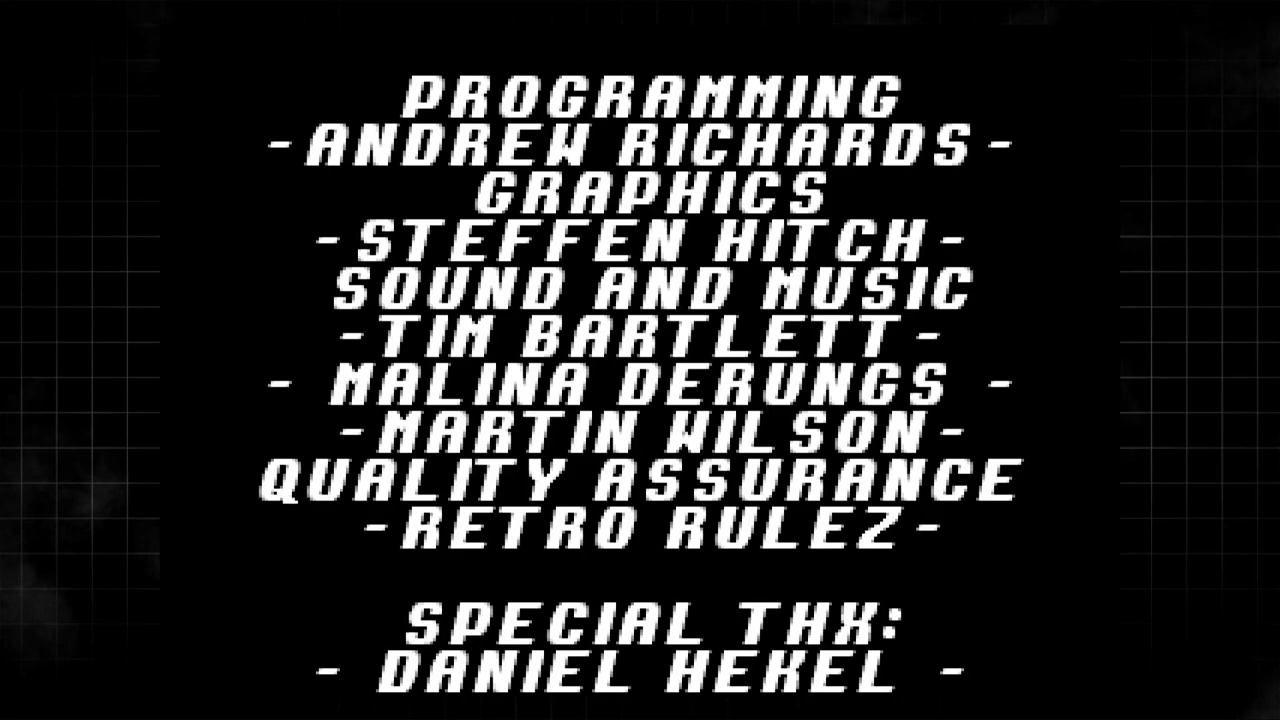 PROGRAMMING
-ANDREW RICHARDS-
GRAPHICS
-STEFFEN HITCH-
SOUND AND MUSIC
-TIM BARTLETT-
- MALINA DERUNGS -
-MARTIN WILSON-
QUALITY ASSURANCE
-RETRO RULEZ-
SPECIAL THX:
- DANIEL HEKEL -